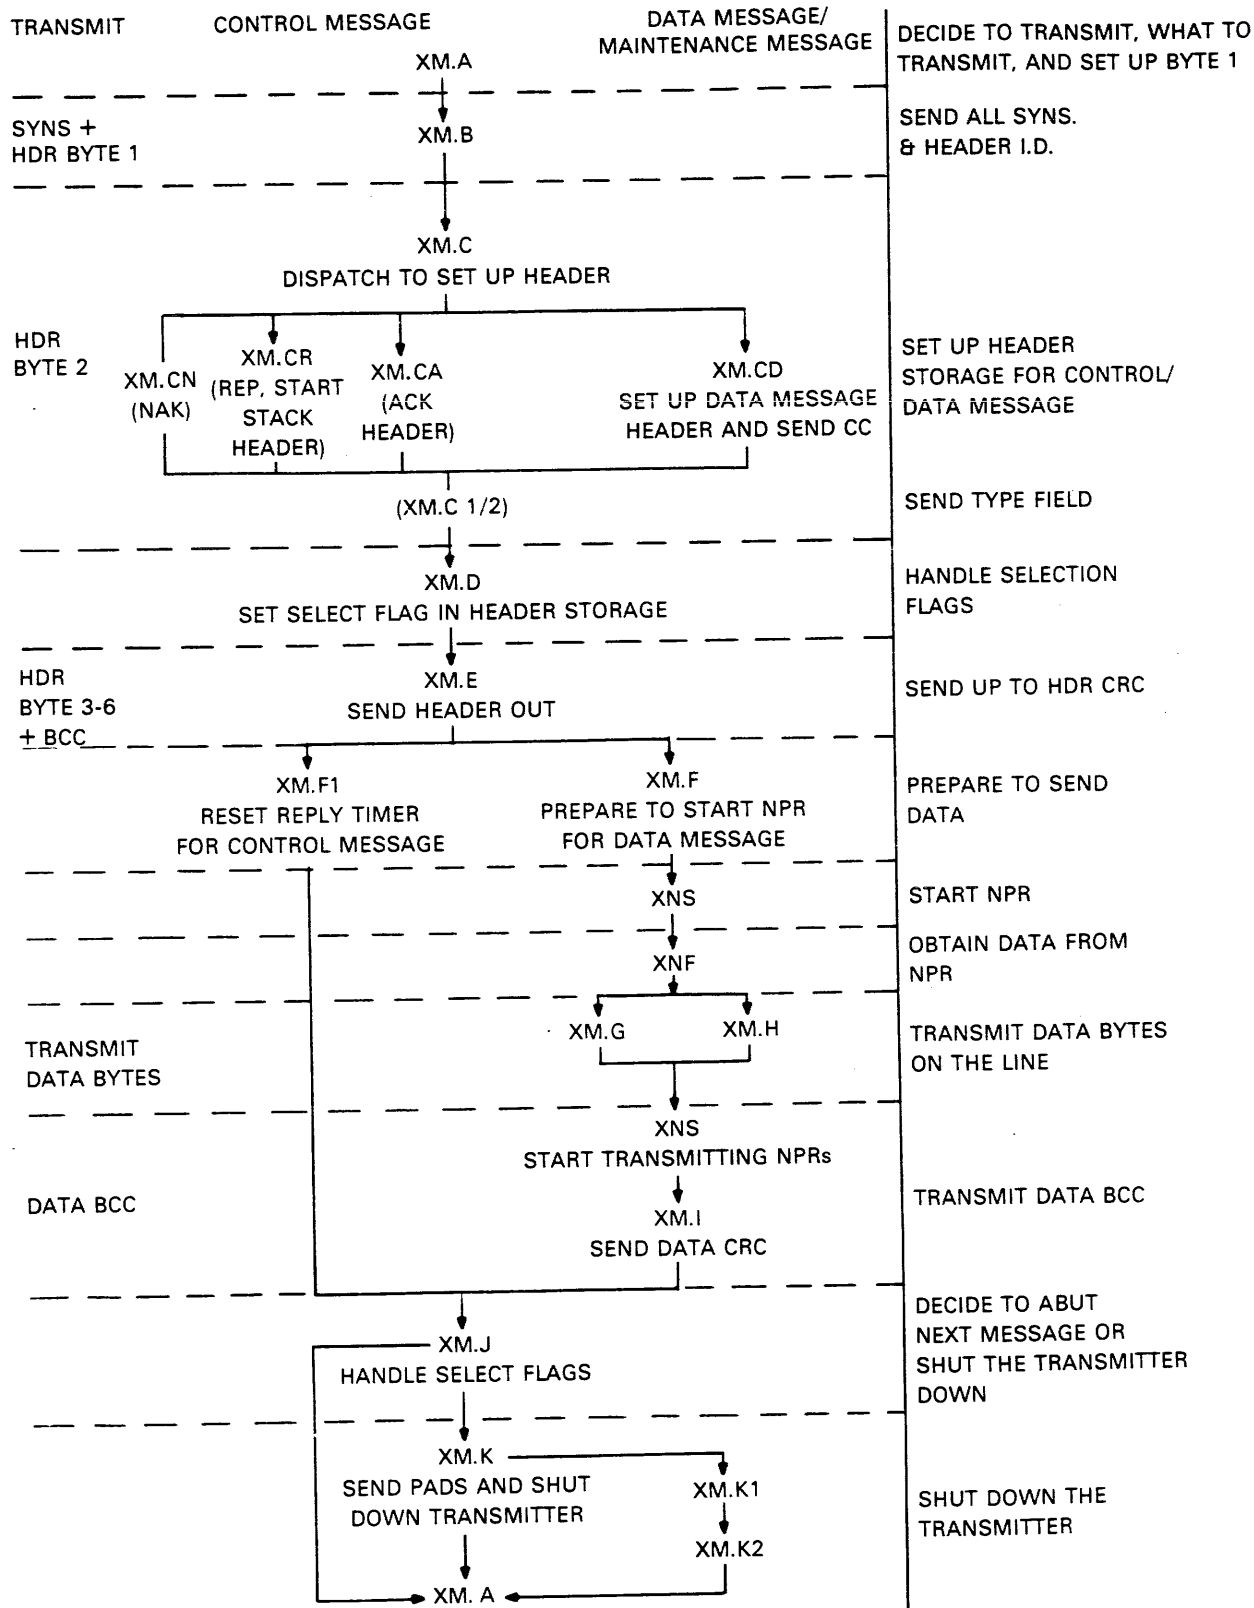 TRANSMIT
CONTROL MESSAGE
DATA MESSAGE/
MAINTENANCE MESSAGE
DECIDE TO TRANSMIT, WHAT TO
TRANSMIT, AND SET UP BYTE 1
XM.A
SYNS +
HDR BYTE 1
XM.B
SEND ALL SYNS.
& HEADER I.D.
XM.C
DISPATCH TO SET UP HEADER
HDR
BYTE 2
XM.CN
(NAK)
XM.CR
(REP, START
STACK
HEADER)
XM.CA
(ACK
HEADER)
XM.CD
SET UP DATA MESSAGE
HEADER AND SEND CC
SET UP HEADER
STORAGE FOR CONTROL/
DATA MESSAGE
(XM.C 1/2)
SEND TYPE FIELD
XM.D
SET SELECT FLAG IN HEADER STORAGE
HANDLE SELECTION
FLAGS
HDR
BYTE 3-6
+ BCC
XM.E
SEND HEADER OUT
SEND UP TO HDR CRC
XM.F1
RESET REPLY TIMER
FOR CONTROL MESSAGE
XM.F
PREPARE TO START NPR
FOR DATA MESSAGE
PREPARE TO SEND
DATA
XNS
START NPR
XNF
OBTAIN DATA FROM
NPR
TRANSMIT
DATA BYTES
XM.G
XM.H
TRANSMIT DATA BYTES
ON THE LINE
XNS
START TRANSMITTING NPRs
DATA BCC
XM.I
SEND DATA CRC
TRANSMIT DATA BCC
XM.J
HANDLE SELECT FLAGS
DECIDE TO ABUT
NEXT MESSAGE OR
SHUT THE TRANSMITTER
DOWN
XM.K
SEND PADS AND SHUT
DOWN TRANSMITTER
XM.K1
XM.K2
SHUT DOWN THE
TRANSMITTER
XM. A